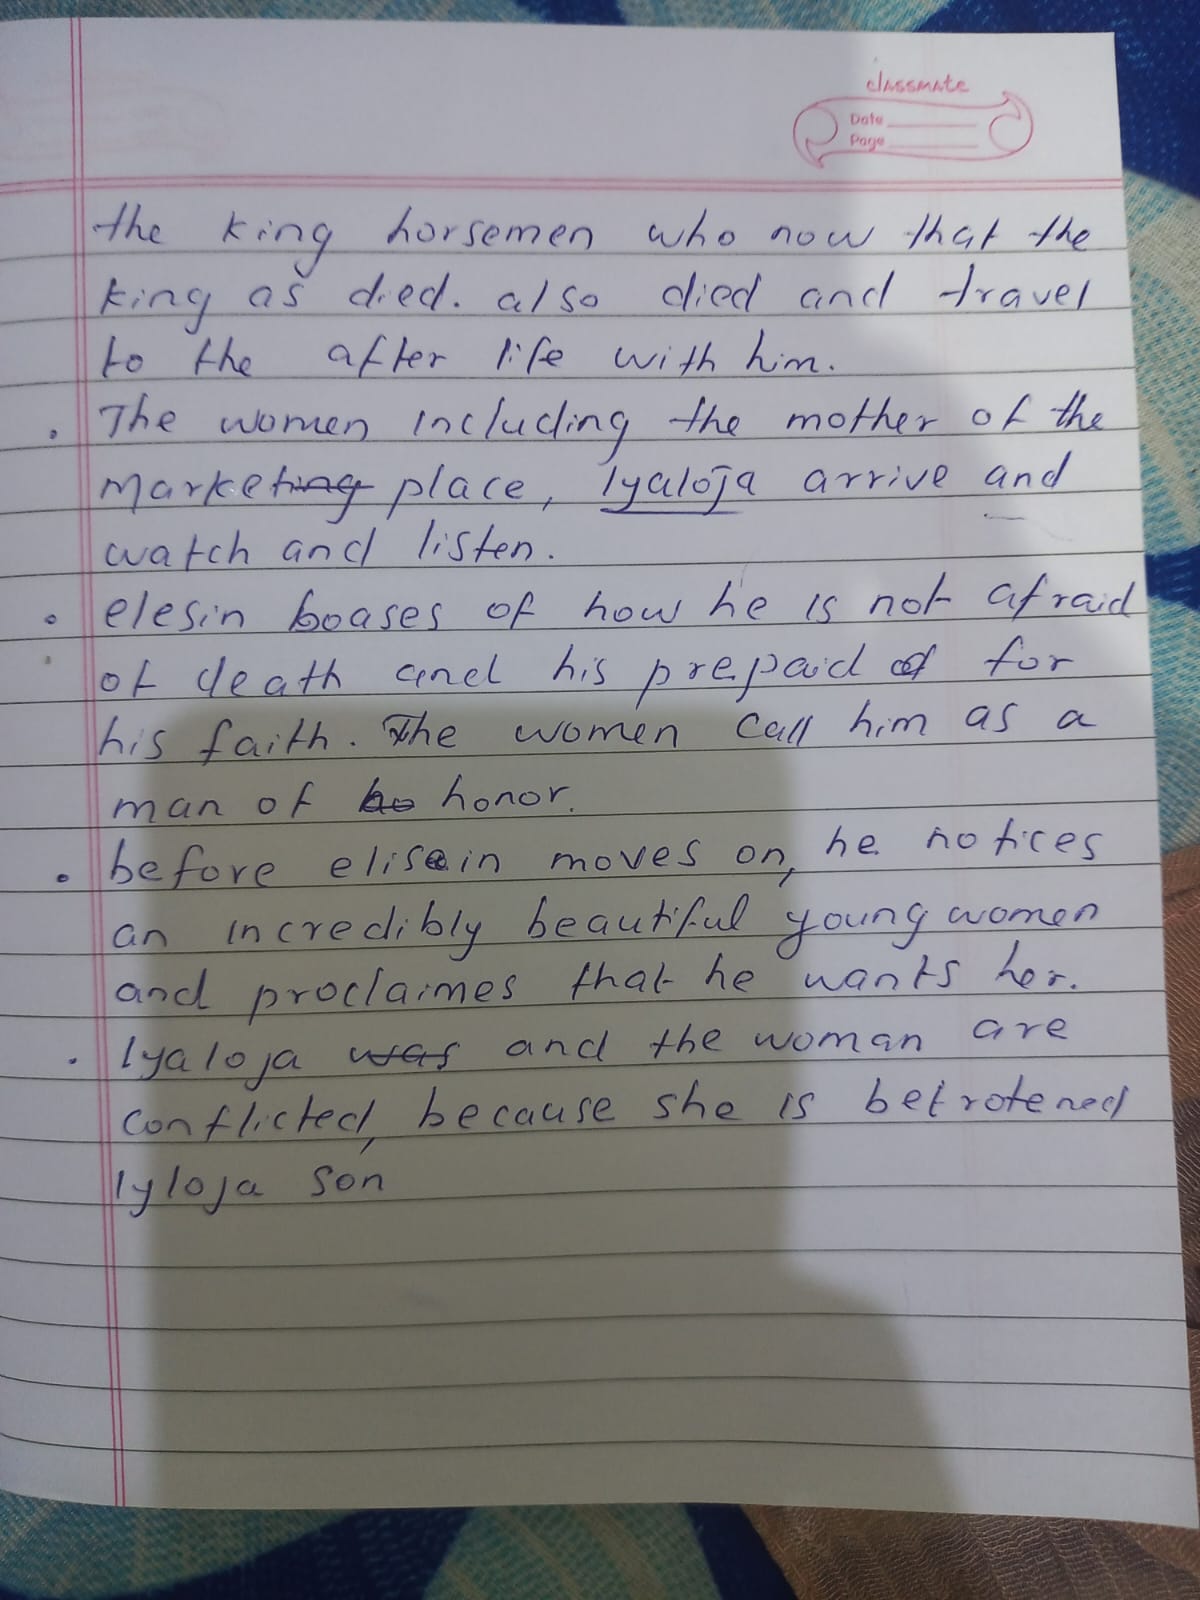 classmate
Date
Page
the king horsemen who now that the
king as died. also died and travel
to the after life with him.
. The women including the mother of the
marketing place, Iyaloja arrive and
watch and listen.
. elesin boases of how he is not afraid
of death and his prepaid of for
his faith. The women call him as a
man of ho honor.
. before elisein moves on, he notices
an incredibly beautiful young women
and proclaimes that he wants her.
. Iyaloja was and the woman are
conflicted, because she is betrotened
Iyloja son